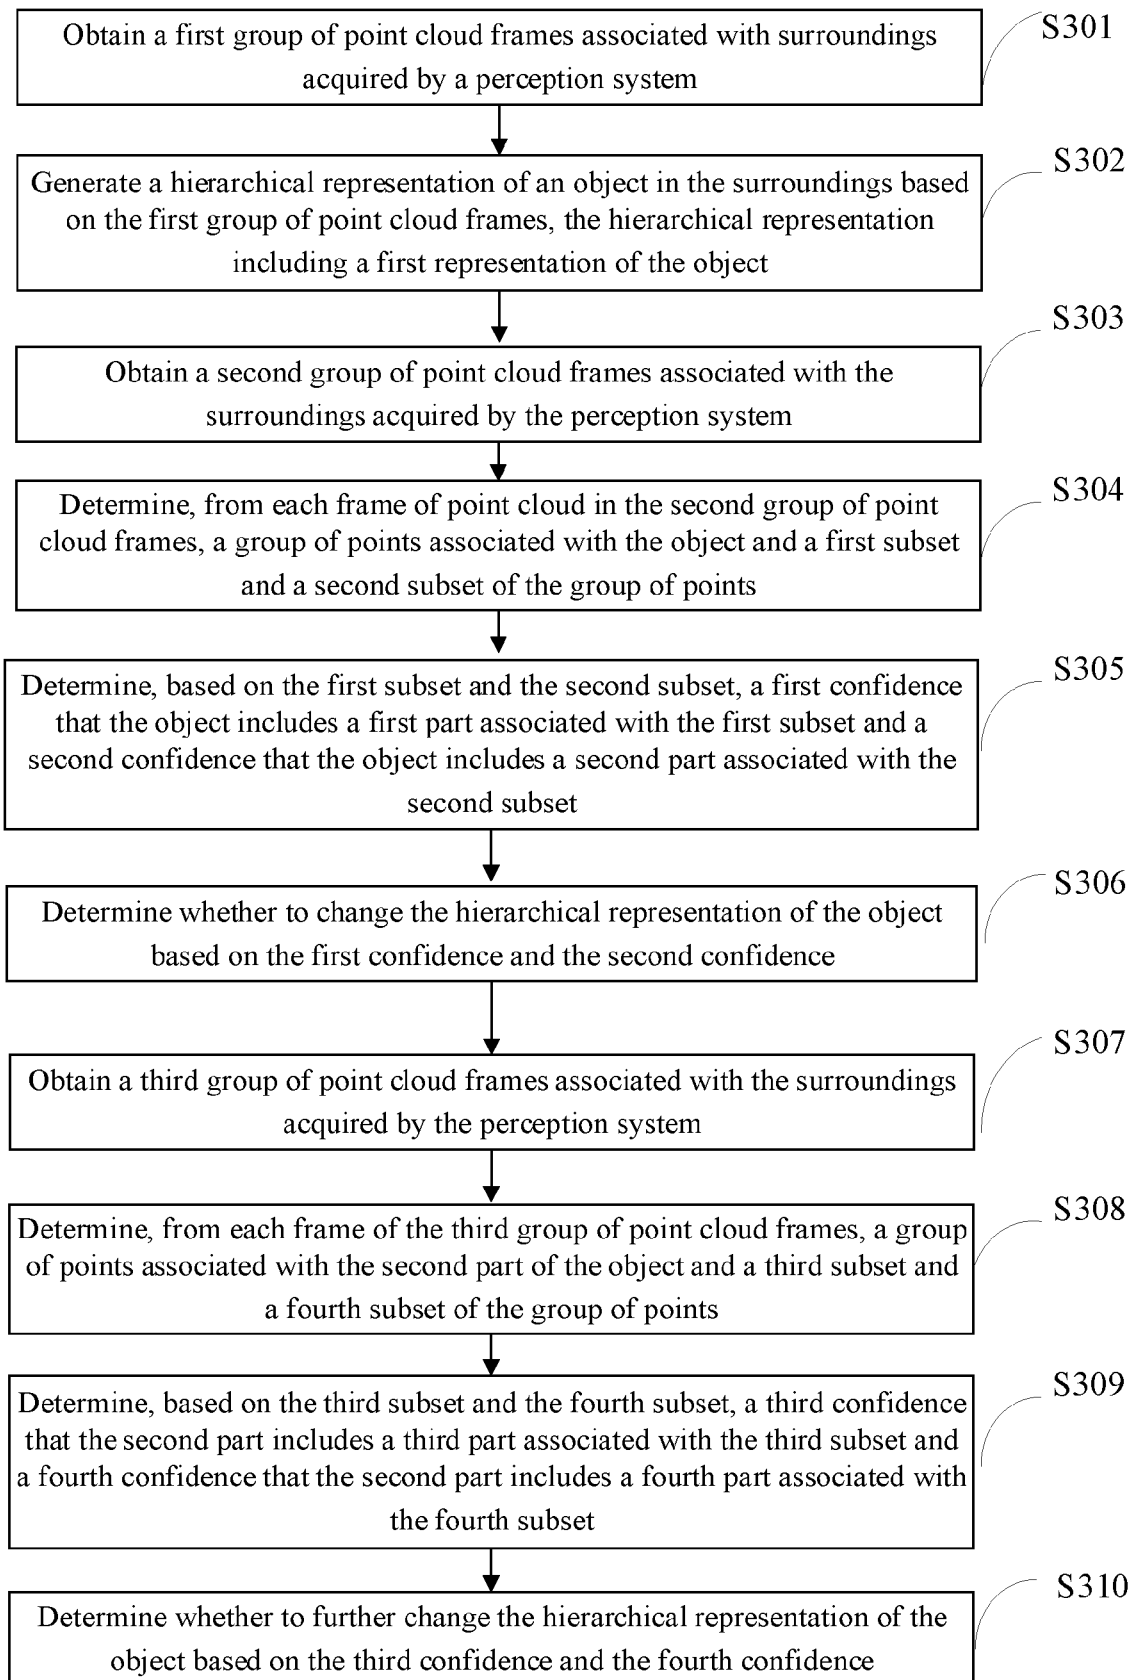 Obtain a first group of point cloud frames associated with surroundings
acquired by a perception system
S301
Generate a hierarchical representation of an object in the surroundings based
on the first group of point cloud frames, the hierarchical representation
including a first representation of the object
S302
Obtain a second group of point cloud frames associated with the
surroundings acquired by the perception system
S303
Determine, from each frame of point cloud in the second group of point
cloud frames, a group of points associated with the object and a first subset
and a second subset of the group of points
S304
Determine, based on the first subset and the second subset, a first confidence
that the object includes a first part associated with the first subset and a
second confidence that the object includes a second part associated with the
second subset
S305
Determine whether to change the hierarchical representation of the object
based on the first confidence and the second confidence
S306
Obtain a third group of point cloud frames associated with the surroundings
acquired by the perception system
S307
Determine, from each frame of the third group of point cloud frames, a group
of points associated with the second part of the object and a third subset and
a fourth subset of the group of points
S308
Determine, based on the third subset and the fourth subset, a third confidence
that the second part includes a third part associated with the third subset and
a fourth confidence that the second part includes a fourth part associated with
the fourth subset
S309
Determine whether to further change the hierarchical representation of the
object based on the third confidence and the fourth confidence
S310